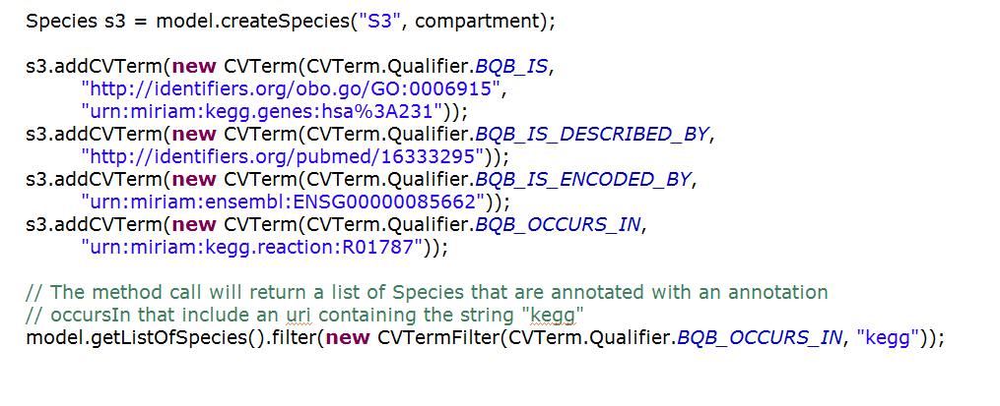 Species s3 = model.createSpecies("S3", compartment);
s3.addCVTerm(new CVTerm(CVTerm.Qualifier.BQB_IS,
"http://identifiers.org/obo.go/GO:0006915",
"urn:miriam:kegg.genes:hsa%3A231"));
s3.addCVTerm(new CVTerm(CVTerm.Qualifier.BQB_IS_DESCRIBED_BY,
"http://identifiers.org/pubmed/16333295"));
s3.addCVTerm(new CVTerm(CVTerm.Qualifier.BQB_IS_ENCODED_BY,
"urn:miriam:ensembl:ENSG00000085662"));
s3.addCVTerm(new CVTerm(CVTerm.Qualifier.BQB_OCCURS_IN,
"urn:miriam:kegg.reaction:R01787"));
// The method call will return a list of Species that are annotated with an annotation
// occursIn that include an uri containing the string "kegg"
model.getListOfSpecies().filter(new CVTermFilter(CVTerm.Qualifier.BQB_OCCURS_IN, "kegg"));